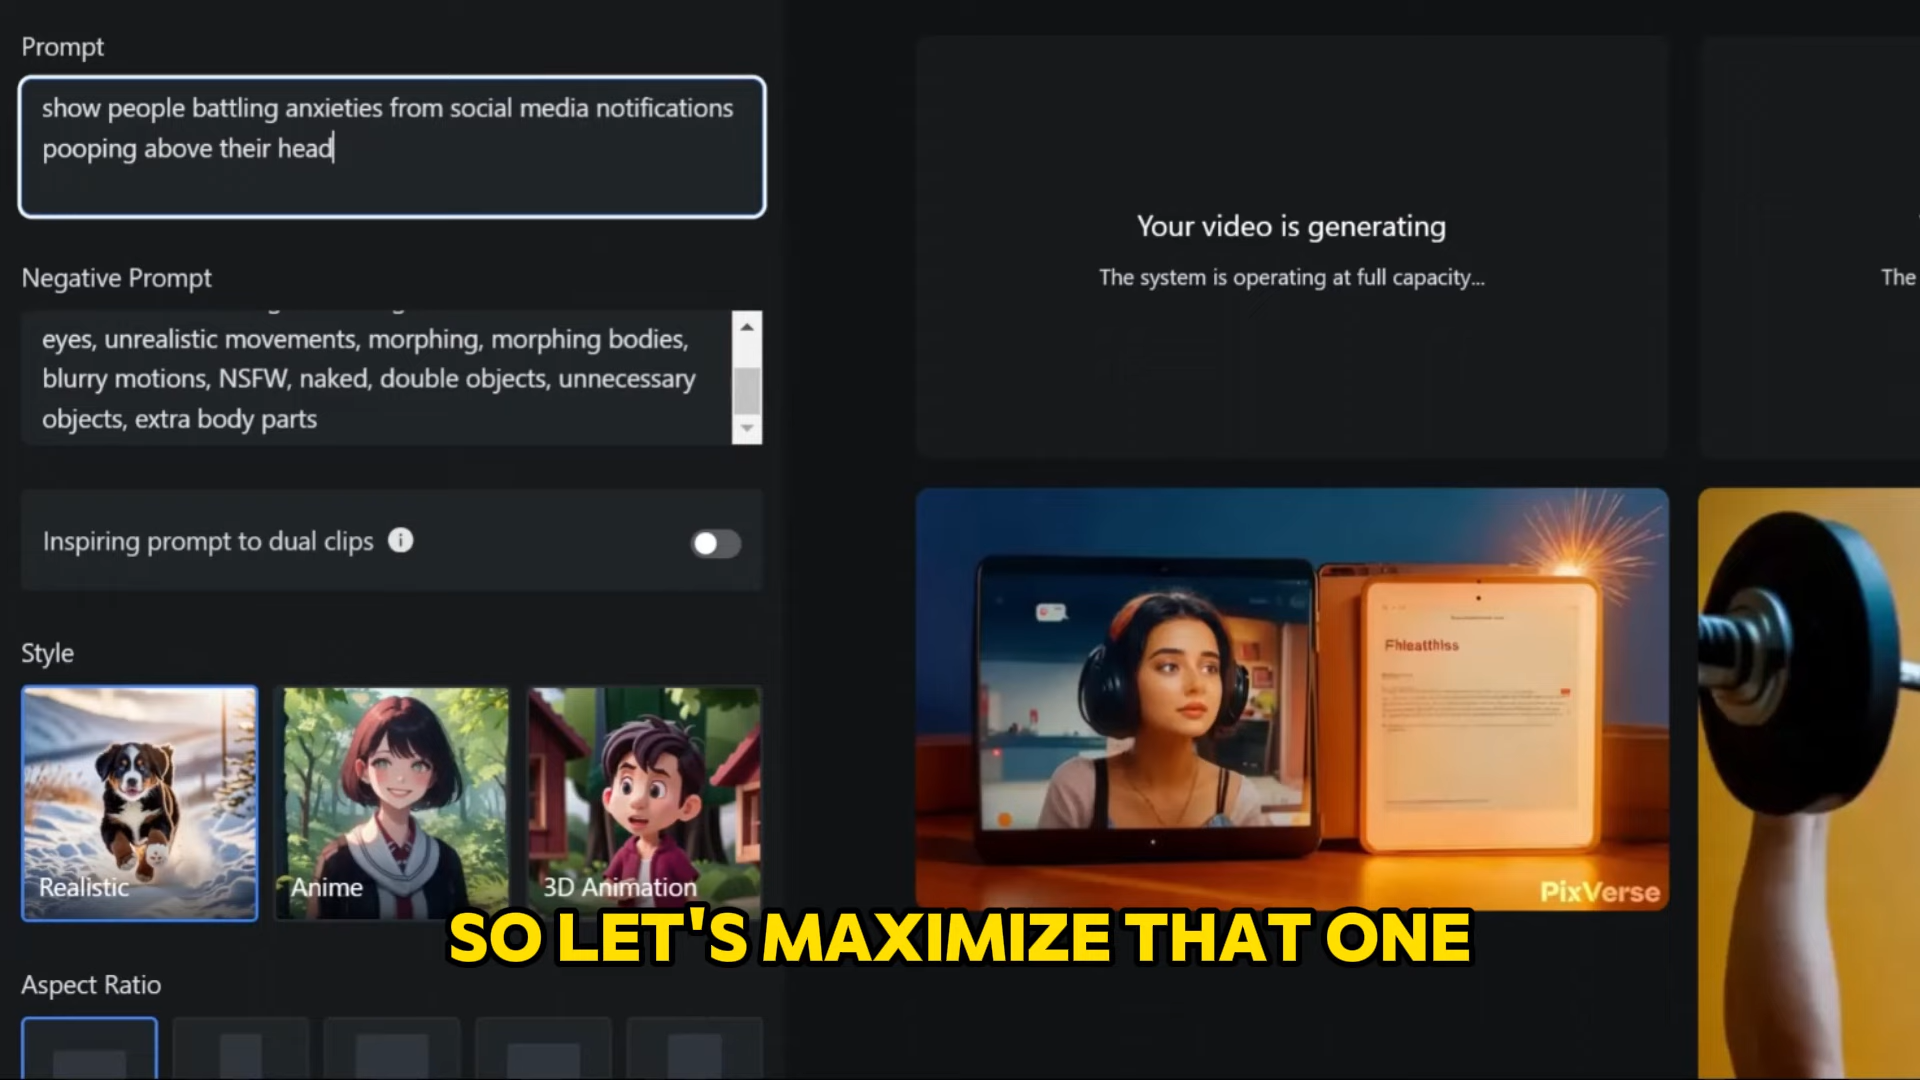 Prompt
show people battling anxieties from social media notifications
pooping above their head
Your video is generating
The system is operating at full capacity...
The
Negative Prompt
eyes, unrealistic movements, morphing, morphing bodies,
blurry motions, NSFW, naked, double objects, unnecessary
objects, extra body parts
Inspiring prompt to dual clips
Style
Realistic
Anime
3D Animation
Fhleatthlss
PixVerse
SO LET'S MAXIMIZE THAT ONE
Aspect Ratio